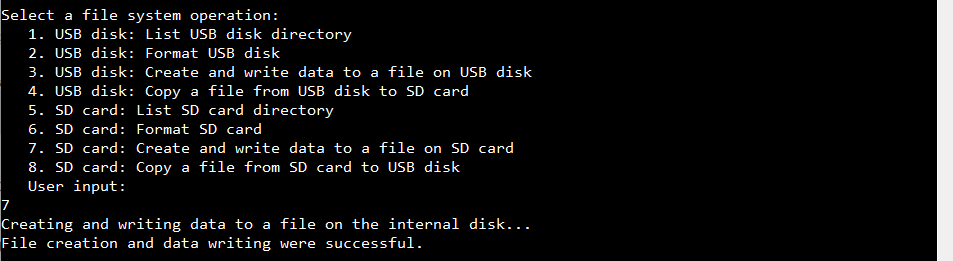 Select a file system operation:
1. USB disk: List USB disk directory
2. USB disk: Format USB disk
3. USB disk: Create and write data to a file on USB disk
4. USB disk: Copy a file from USB disk to SD card
5. SD card: List SD card directory
6. SD card: Format SD card
7. SD card: Create and write data to a file on SD card
8. SD card: Copy a file from SD card to USB disk
User input:
7
Creating and writing data to a file on the internal disk...
File creation and data writing were successful.